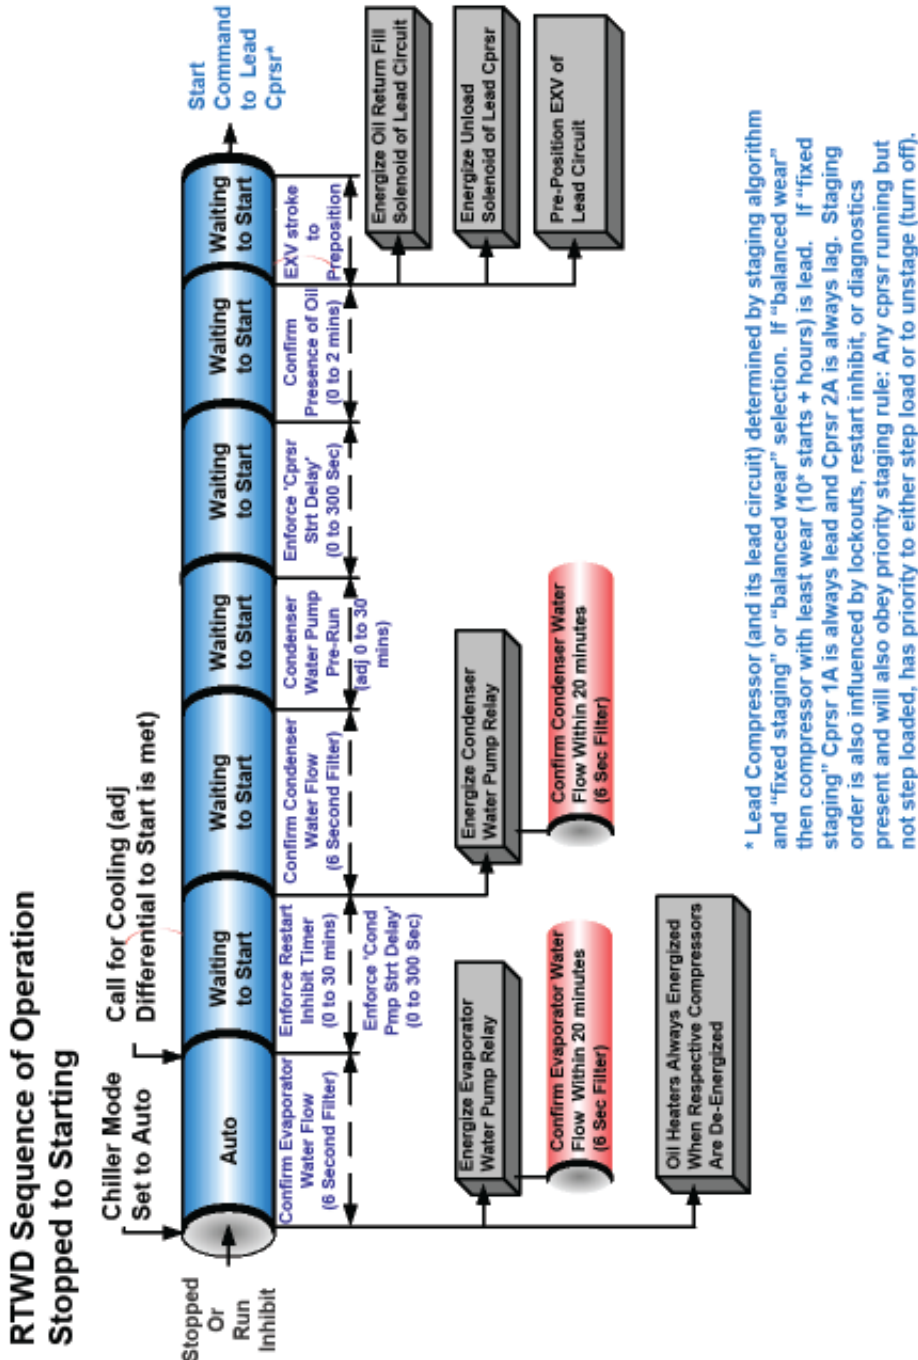 RTWD Sequence of Operation
Stopped to Starting
Chiller Mode
Set to Auto
Call for Cooling (adj
Differential to Start is met)
Stopped
Or
Run
Inhibit
Auto
Waiting
to Start
Waiting
to Start
Waiting
to Start
Waiting
to Start
Waiting
to Start
Waiting
to Start
Start
Command
to Lead
Cprsr*
Confirm Evaporator
Water Flow
(6 Second Filter)
Enforce Restart
Inhibit Timer
(0 to 30 mins)
Enforce 'Cond
Pmp Strt Delay'
(0 to 300 Sec)
Confirm Condenser
Water Flow
(6 Second Filter)
Condenser
Water Pump
Pre-Run
(adj 0 to 30
mins)
Enforce 'Cprsr
Strt Delay'
(0 to 300 Sec)
Confirm
Presence of Oil
(0 to 2 mins)
EXV stroke
to
Preposition
Energize Evaporator
Water Pump Relay
Confirm Evaporator Water
Flow Within 20 minutes
(6 Sec Filter)
Oil Heaters Always Energized
When Respective Compressors
Are De-Energized
Energize Condenser
Water Pump Relay
Confirm Condenser Water
Flow Within 20 minutes
(6 Sec Filter)
Energize Oil Return Fill
Solenoid of Lead Circuit
Energize Unload
Solenoid of Lead Cprsr
Pre-Position EXV of
Lead Circuit
* Lead Compressor (and its lead circuit) determined by staging algorithm
and “fixed staging” or “balanced wear” selection. If “balanced wear”
then compressor with least wear (10* starts + hours) is lead. If “fixed
staging” Cprsr 1A is always lead and Cprsr 2A is always lag. Staging
order is also influenced by lockouts, restart inhibit, or diagnostics
present and will also obey priority staging rule: Any cprsr running but
not step loaded, has priority to either step load or to unstage (turn off).